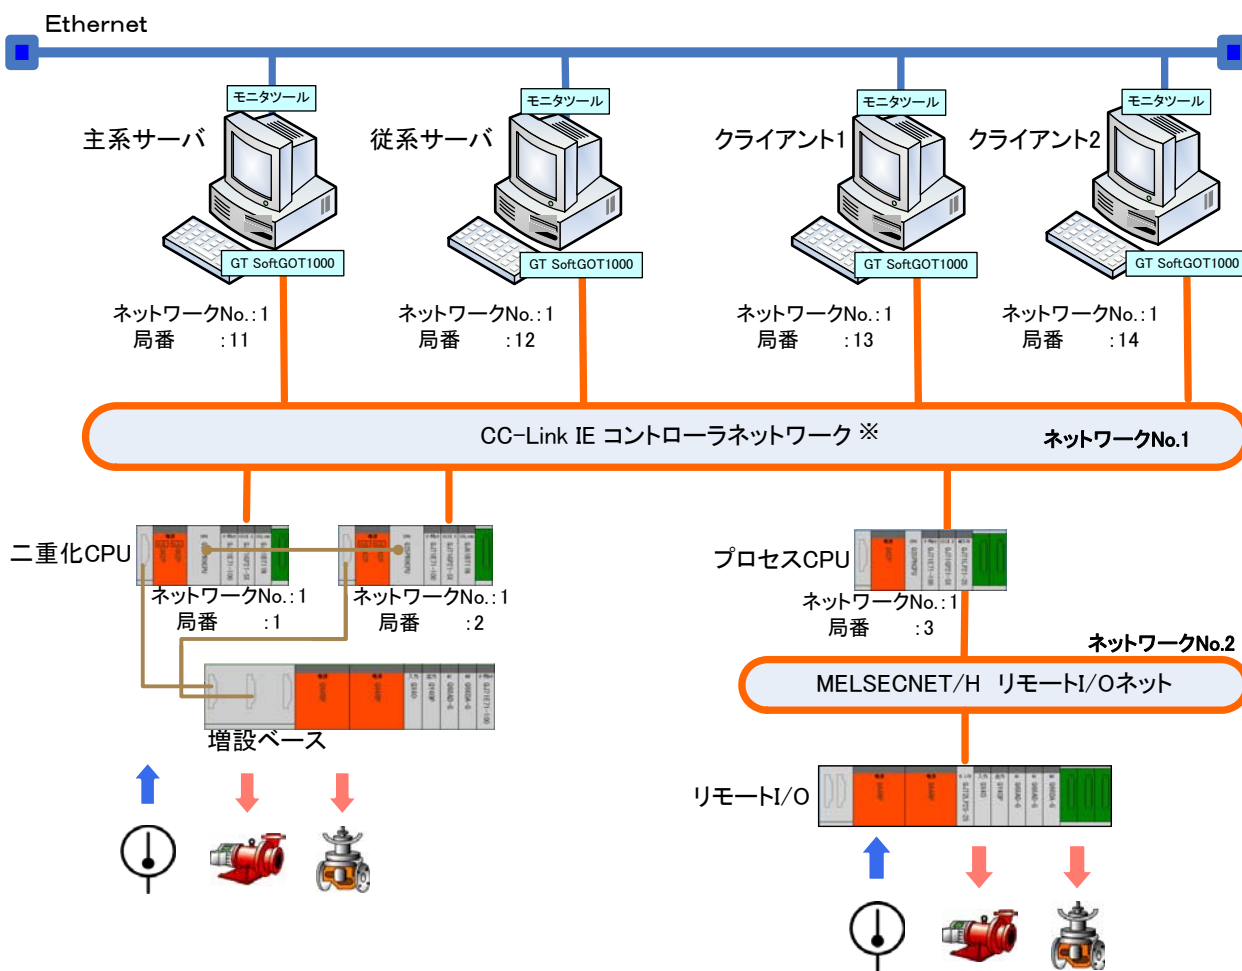 Ethernet
モニタツール
モニタツール
モニタツール
モニタツール
主系サーバ
従系サーバ
クライアント1
クライアント2
GT SoftGOT1000
GT SoftGOT1000
GT SoftGOT1000
GT SoftGOT1000
ネットワークNo.:1
局番 :11
ネットワークNo.:1
局番 :12
ネットワークNo.:1
局番 :13
ネットワークNo.:1
局番 :14
CC-Link IE コントローラネットワーク ※
ネットワークNo.1
二重化CPU
ネットワークNo.:1
局番 :1
ネットワークNo.:1
局番 :2
プロセスCPU
ネットワークNo.:1
局番 :3
ネットワークNo.2
MELSECNET/H リモートI/Oネット
増設ベース
リモートI/O